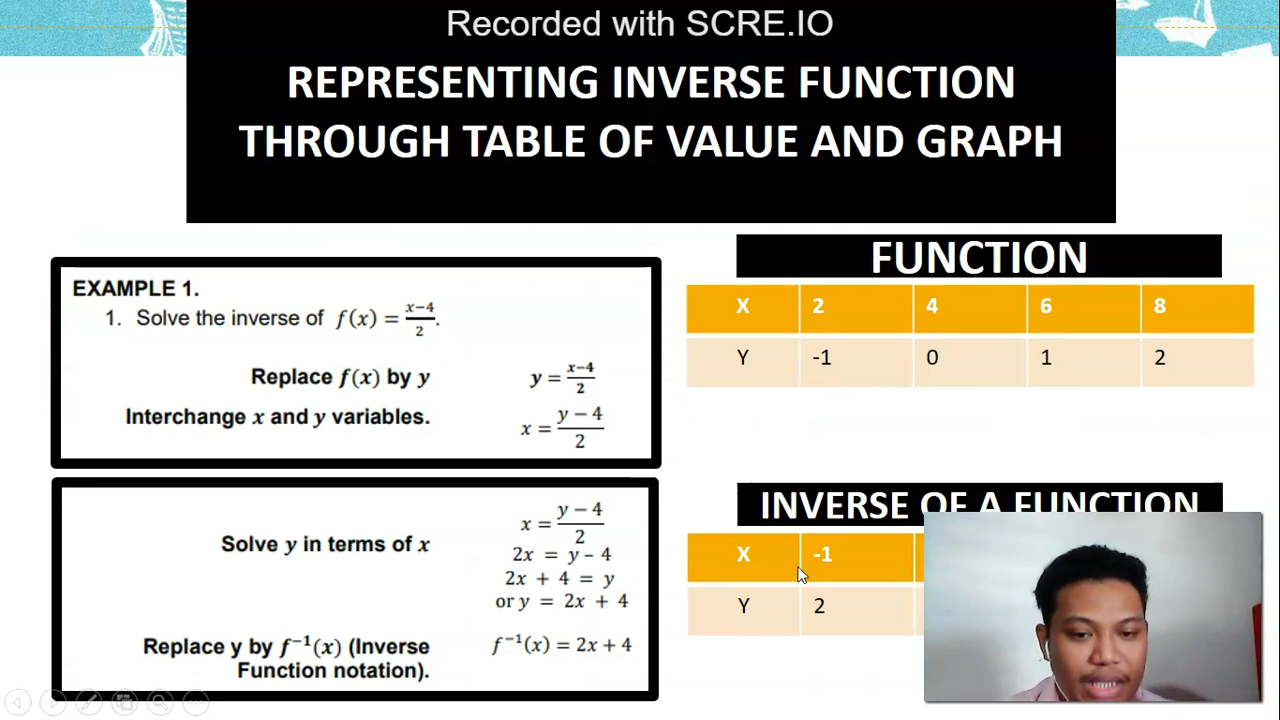 Recorded with SCRE.IO
REPRESENTING INVERSE FUNCTION
THROUGH TABLE OF VALUE AND GRAPH
EXAMPLE 1.
1. Solve the inverse of f(x) = x−4/2.
Replace f(x) by y y = x−4/2
Interchange x and y variables. x = y − 4/2
Solve y in terms of x x = y − 4/2
2x = y – 4
2x + 4 = y
or y = 2x + 4
Replace y by f⁻¹(x) (Inverse f⁻¹(x) = 2x + 4
Function notation).
FUNCTION
X 2 4 6 8
Y -1 0 1 2
INVERSE OF A FUNCTION
X -1
Y 2